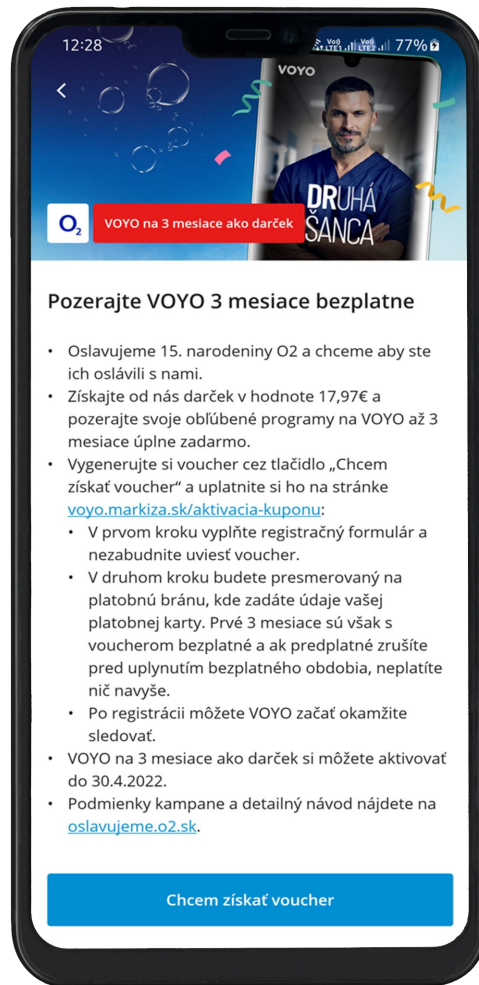 12:28
Vo)) LTE1 Vo)) LTE2 77%
VOYO
DRUHÁ
ŠANCA
O2 VOYO na 3 mesiace ako darček
Pozerajte VOYO 3 mesiace bezplatne
• Oslavujeme 15. narodeniny O2 a chceme aby ste
ich oslávili s nami.
• Získajte od nás darček v hodnote 17,97€ a
pozerajte svoje obľúbené programy na VOYO až 3
mesiace úplne zadarmo.
• Vygenerujte si voucher cez tlačidlo „Chcem
získať voucher“ a uplatnite si ho na stránke
voyo.markiza.sk/aktivacia-kuponu:
• V prvom kroku vyplňte registračný formulár a
nezabudnite uviesť voucher.
• V druhom kroku budete presmerovaný na
platobnú bránu, kde zadáte údaje vašej
platobnej karty. Prvé 3 mesiace sú však s
voucherom bezplatné a ak predplatné zrušíte
pred uplynutím bezplatného obdobia, neplatíte
nič navyše.
• Po registrácii môžete VOYO začať okamžite
sledovať.
• VOYO na 3 mesiace ako darček si môžete aktivovať
do 30.4.2022.
• Podmienky kampane a detailný návod nájdete na
oslavujeme.o2.sk.
Chcem získať voucher